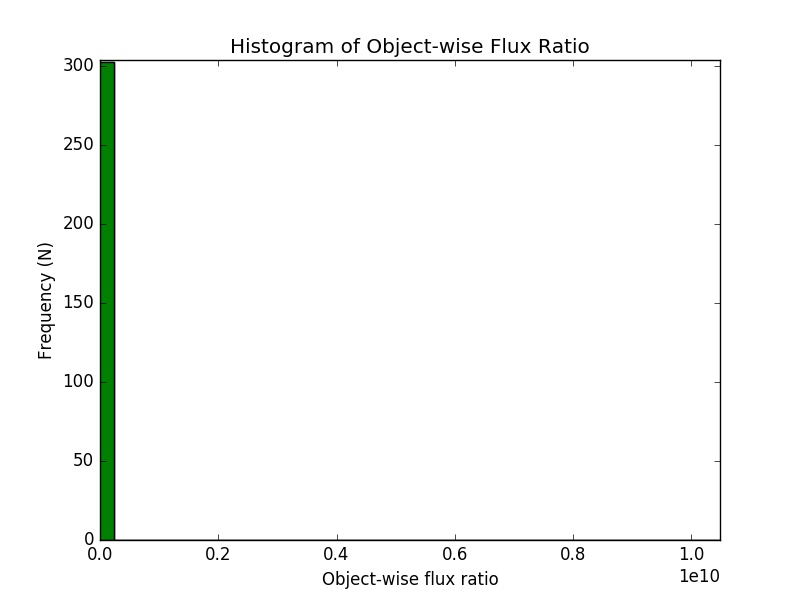 Histogram of Object-wise Flux Ratio
300
250
200
150
100
50
0
Frequency (N)
0.0 0.2 0.4 0.6 0.8 1.0
1e10
Object-wise flux ratio